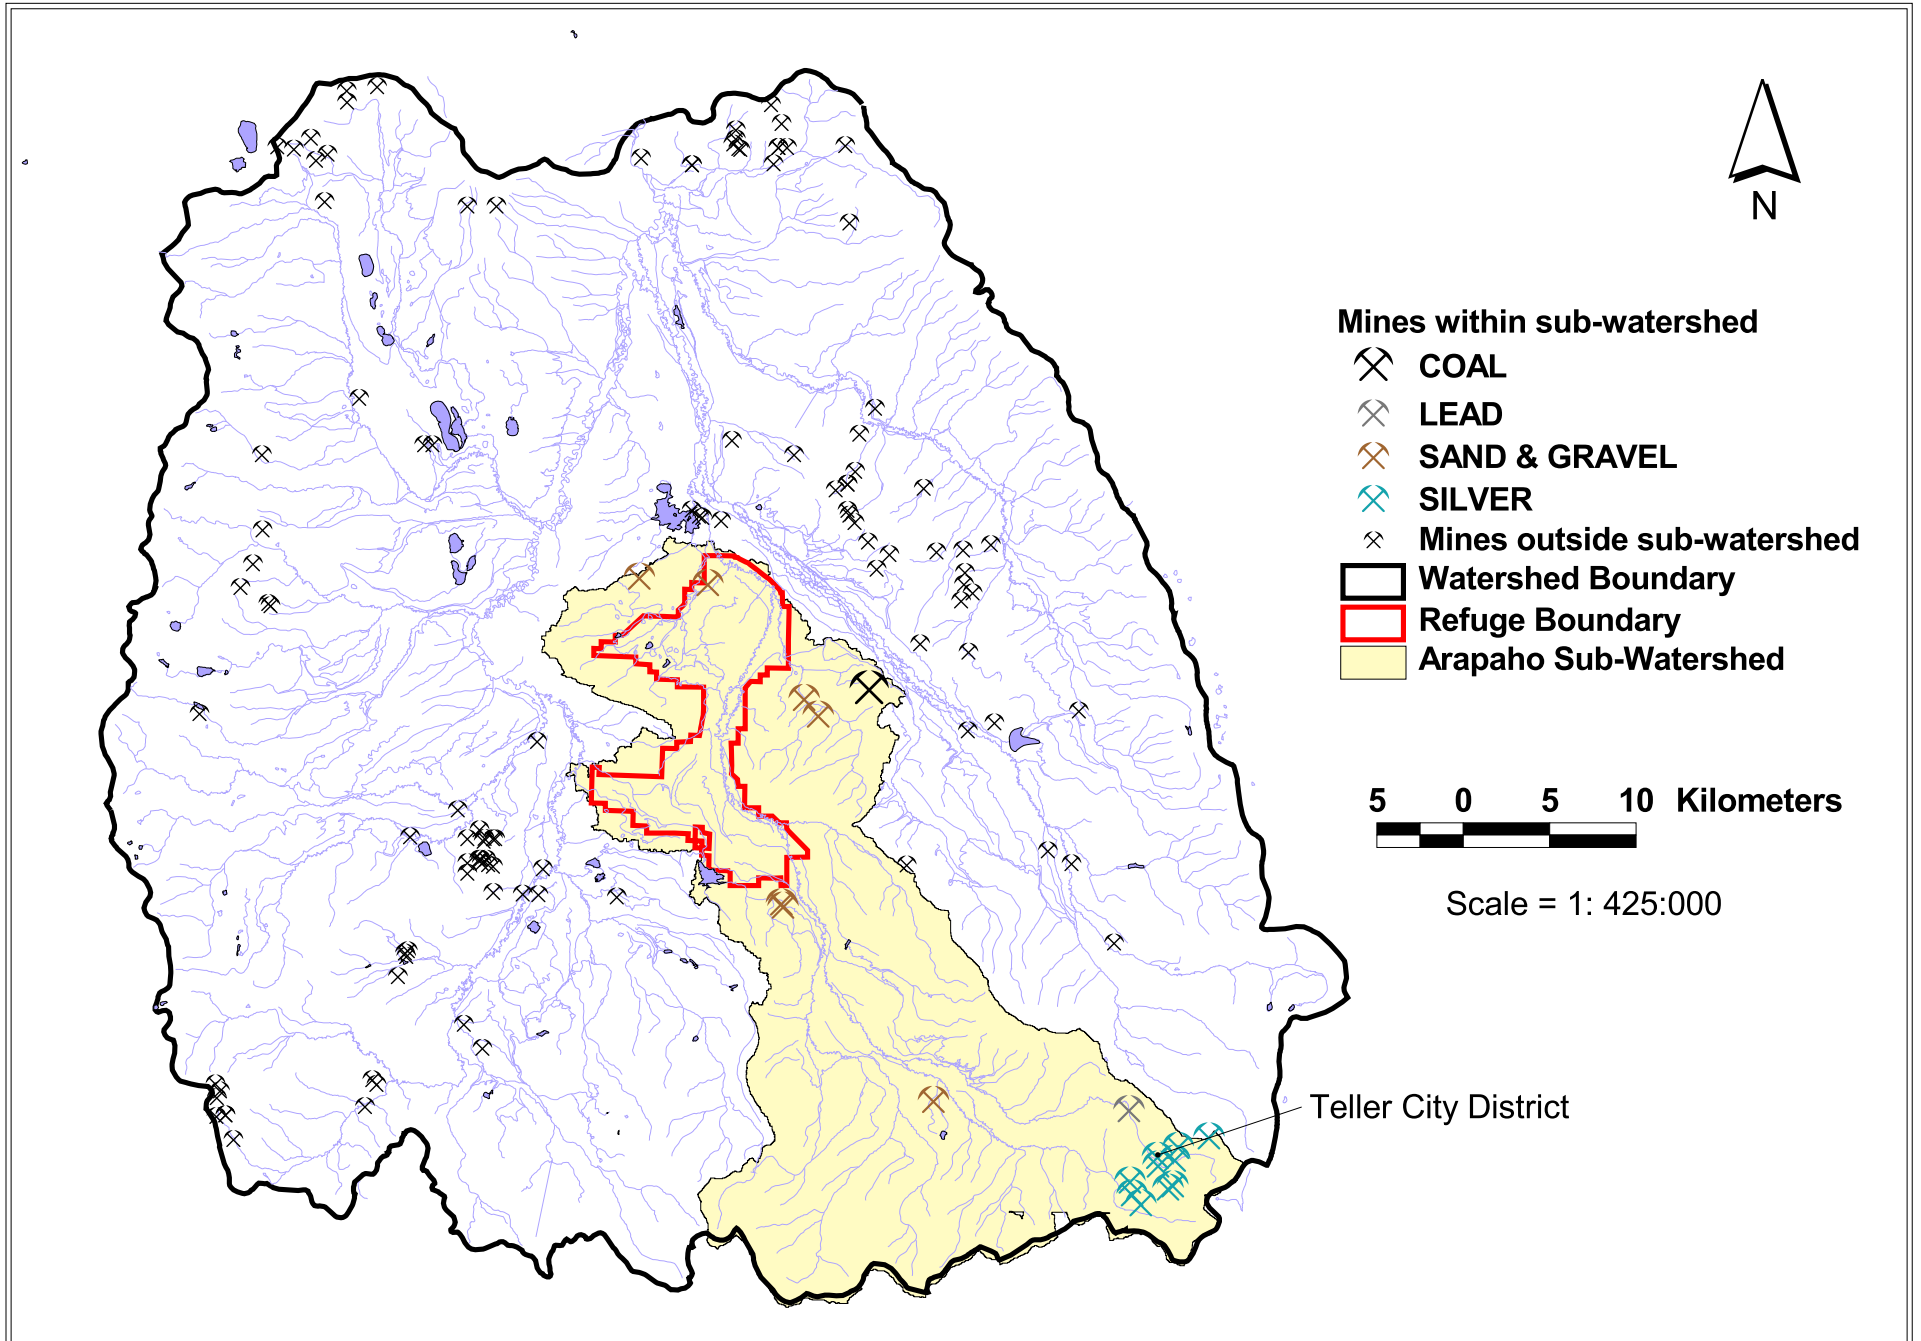 N
Mines within sub-watershed
COAL
LEAD
SAND & GRAVEL
SILVER
Mines outside sub-watershed
Watershed Boundary
Refuge Boundary
Arapaho Sub-Watershed
5 0 5 10 Kilometers
Scale = 1: 425:000
Teller City District